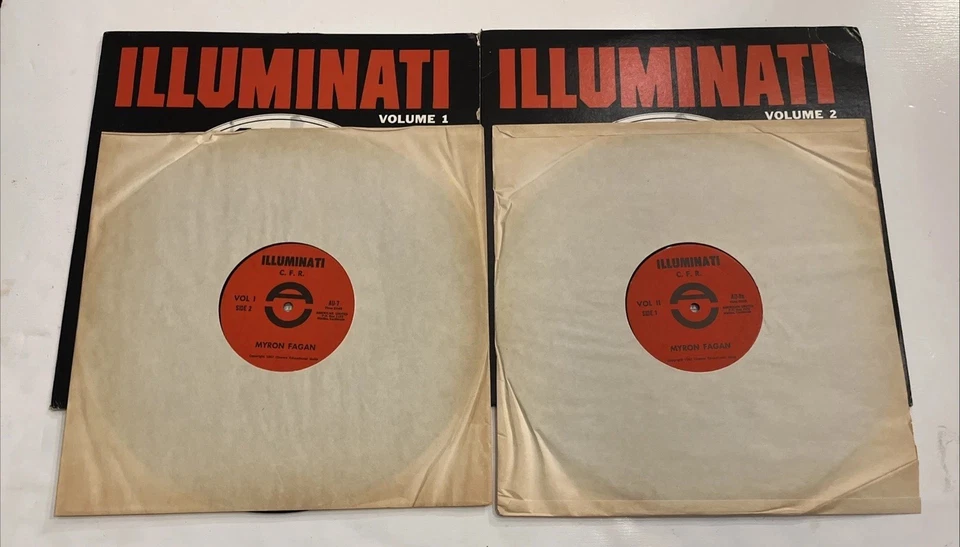 ILLUMINATI
VOLUME 1
ILLUMINATI
VOLUME 2
ILLUMINATI
C. F. R.
VOL I
SIDE 2
MYRON FAGAN
ILLUMINATI
C. F. R.
VOL II
SIDE 1
MYRON FAGAN